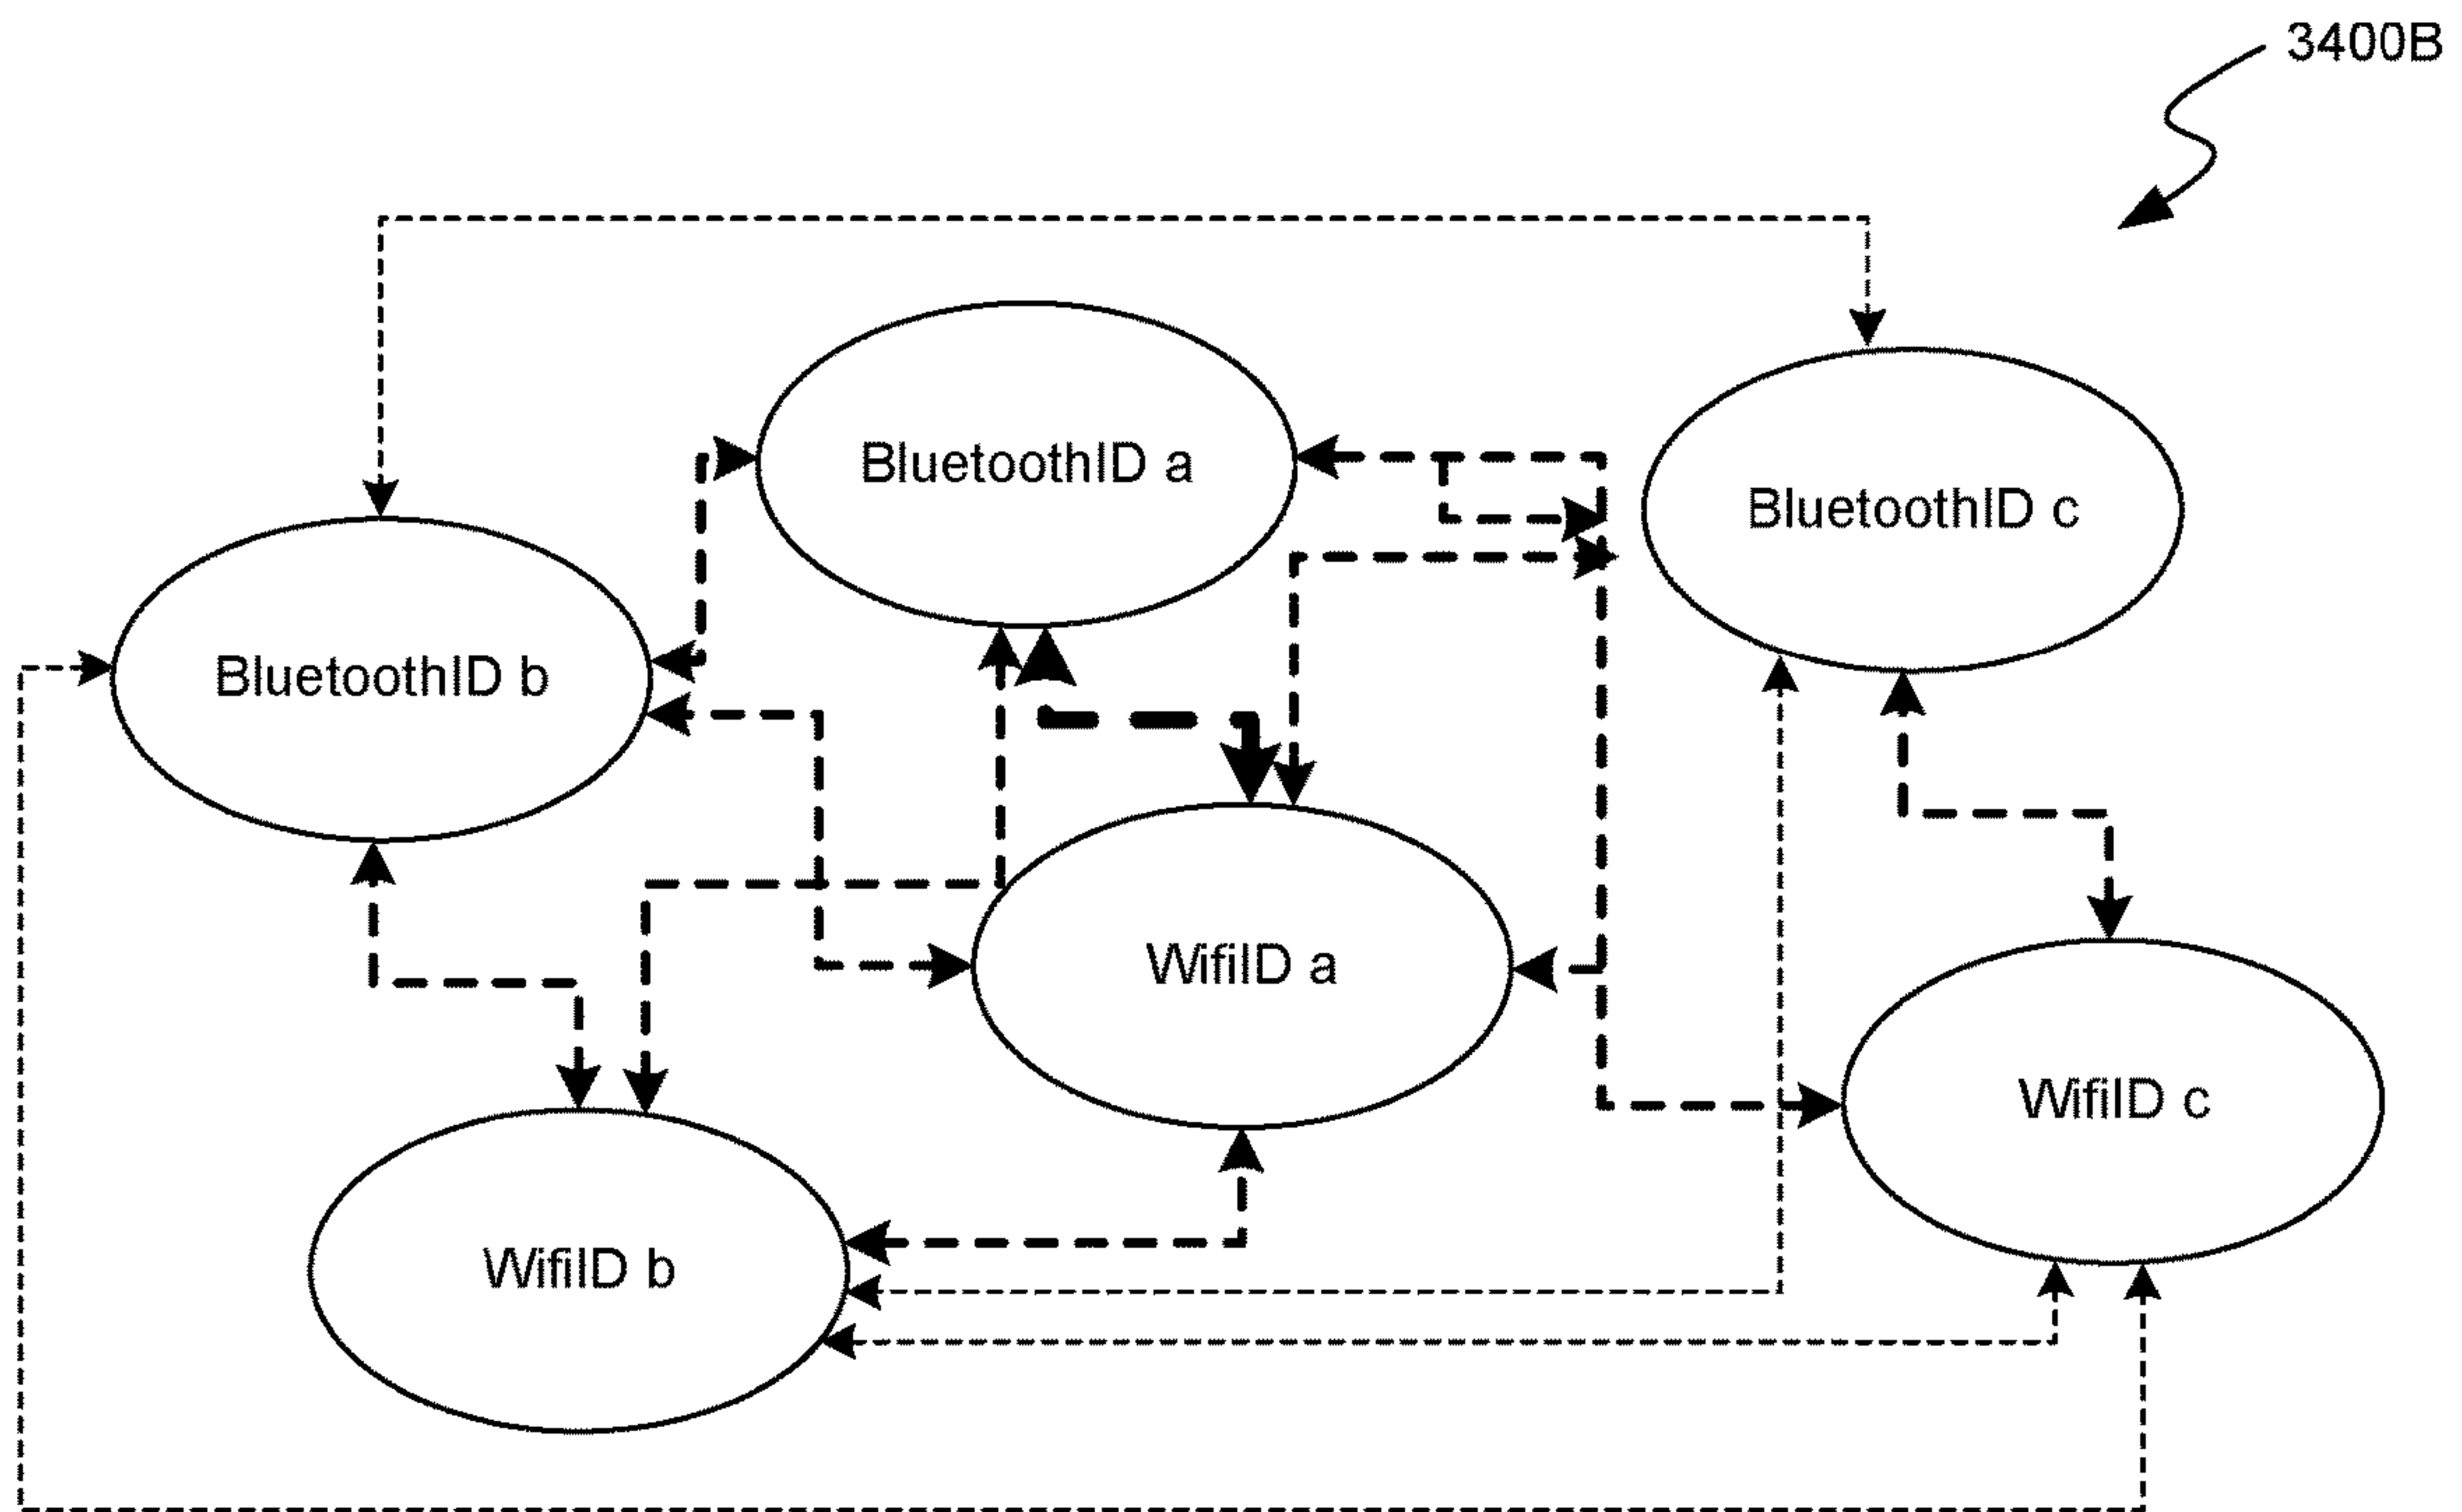 3400B
BluetoothID a
BluetoothID c
BluetoothID b
WifiID a
WifiID c
WifiID b